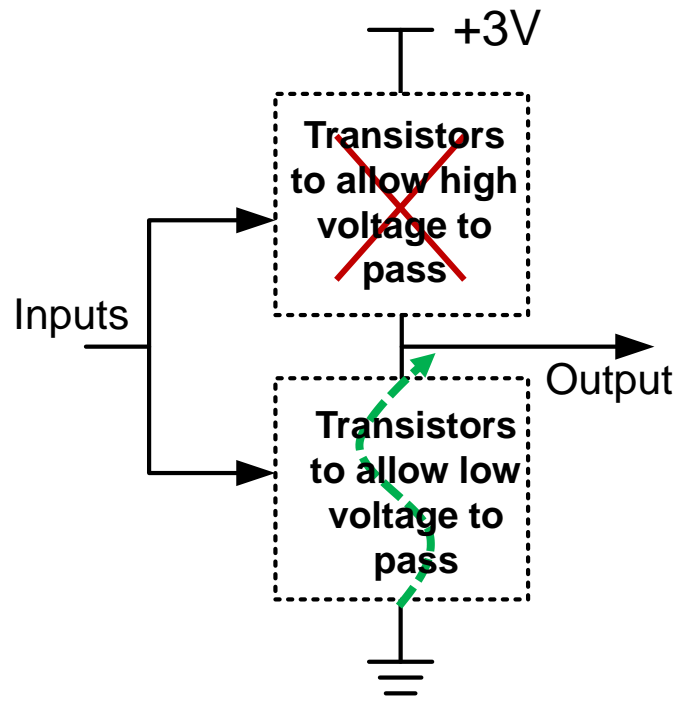 +3V
Transistors
to allow high
voltage to
pass
Inputs
Output
Transistors
to allow low
voltage to
pass